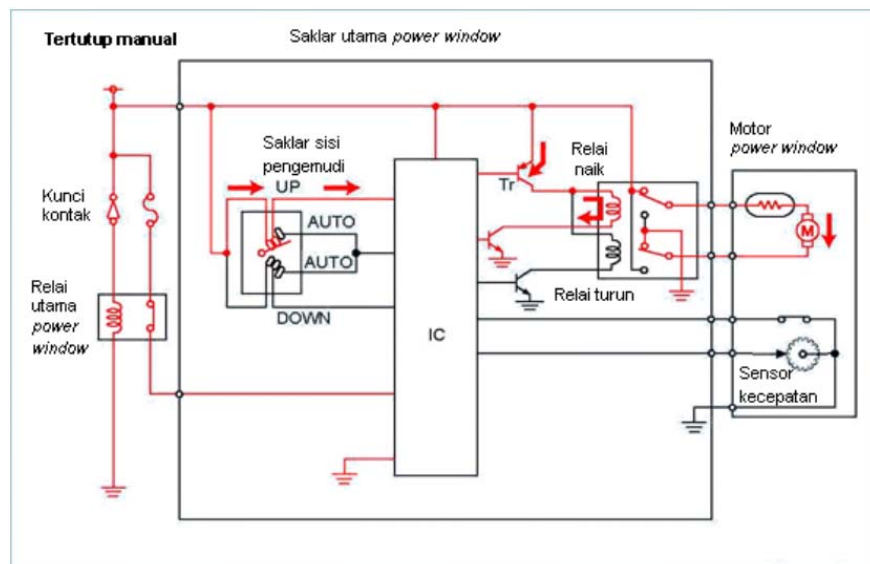 Tertutup manual
Saklar utama power window
Saklar sisi
pengemudi
UP
AUTO
AUTO
DOWN
Kunci
kontak
Relai
utama
power
window
IC
Tr
Relai
naik
Relai turun
Motor
power window
M
Sensor
kecepatan